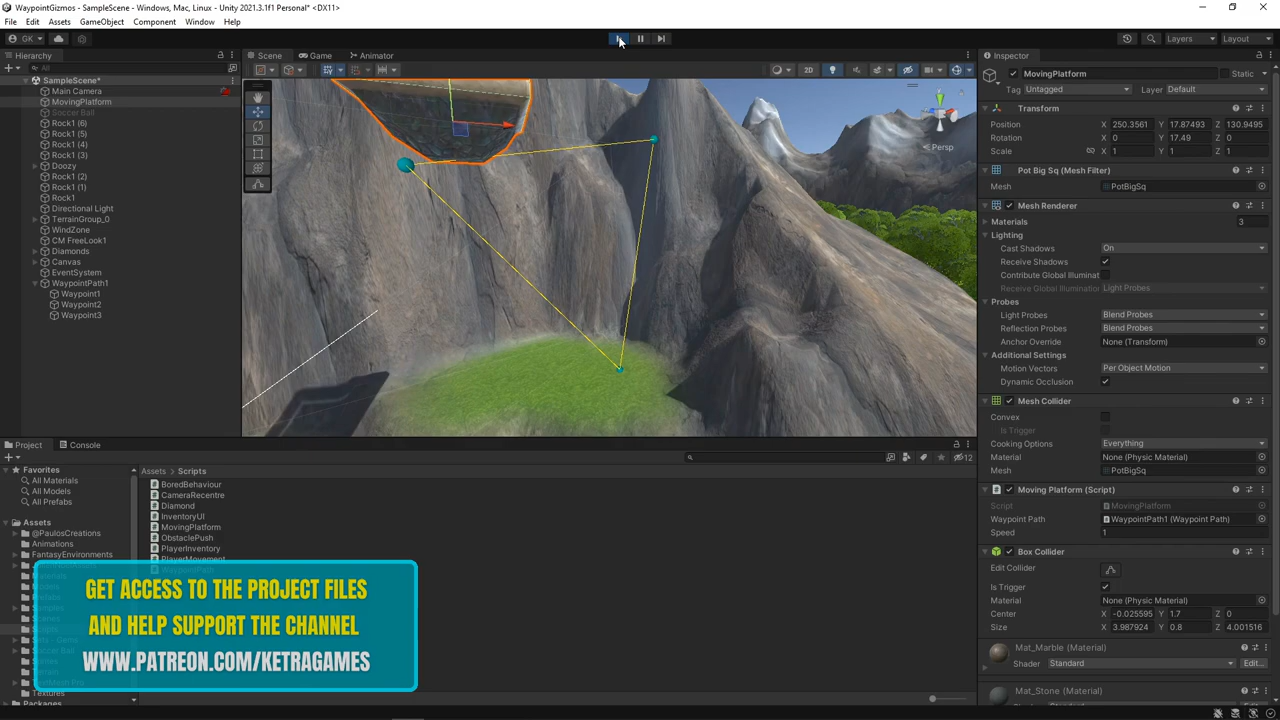 WaypointGizmos - SampleScene - Windows, Mac, Linux - Unity 2021.3.1f1 Personal* <DX11>
File Edit Assets GameObject Component Window Help
GK
Layers Layout
Hierarchy
All
SampleScene*
Main Camera
MovingPlatform
Soccer Ball
Rock1 (6)
Rock1 (5)
Rock1 (4)
Rock1 (3)
Doozy
Rock1 (2)
Rock1 (1)
Rock1
Directional Light
TerrainGroup_0
WindZone
CM FreeLook1
Diamonds
Canvas
EventSystem
WaypointPath1
Waypoint1
Waypoint2
Waypoint3
Scene Game Animator
2D
Persp
Inspector
MovingPlatform Static
Tag Untagged Layer Default
Transform
Position X 250.3561 Y 17.87493 Z 130.9495
Rotation X 0 Y 17.49 Z 0
Scale X 1 Y 1 Z 1
Pot Big Sq (Mesh Filter)
Mesh PotBigSq
Mesh Renderer
Materials 3
Lighting
Cast Shadows On
Receive Shadows
Contribute Global Illuminat
Receive Global Illumination Light Probes
Probes
Light Probes Blend Probes
Reflection Probes Blend Probes
Anchor Override None (Transform)
Additional Settings
Motion Vectors Per Object Motion
Dynamic Occlusion
Mesh Collider
Convex
Is Trigger
Cooking Options Everything
Material None (Physic Material)
Mesh PotBigSq
Moving Platform (Script)
Script MovingPlatform
Waypoint Path WaypointPath1 (Waypoint Path)
Speed 1
Box Collider
Edit Collider
Is Trigger
Material None (Physic Material)
Center X -0.025595 Y 1.7 Z 0
Size X 3.987924 Y 0.8 Z 4.001516
Mat_Marble (Material)
Shader Standard Edit...
Mat_Stone (Material)
Shader Standard Edit...
Project Console
12
Favorites
All Materials
All Models
All Prefabs
Assets
@PaulosCreations
Animations
FantasyEnvironments
Textures
Packages
Assets > Scripts
BoredBehaviour
CameraRecentre
Diamond
InventoryUI
MovingPlatform
ObstaclePush
PlayerInventory
PlayerMovement
GET ACCESS TO THE PROJECT FILES
AND HELP SUPPORT THE CHANNEL
WWW.PATREON.COM/KETRAGAMES